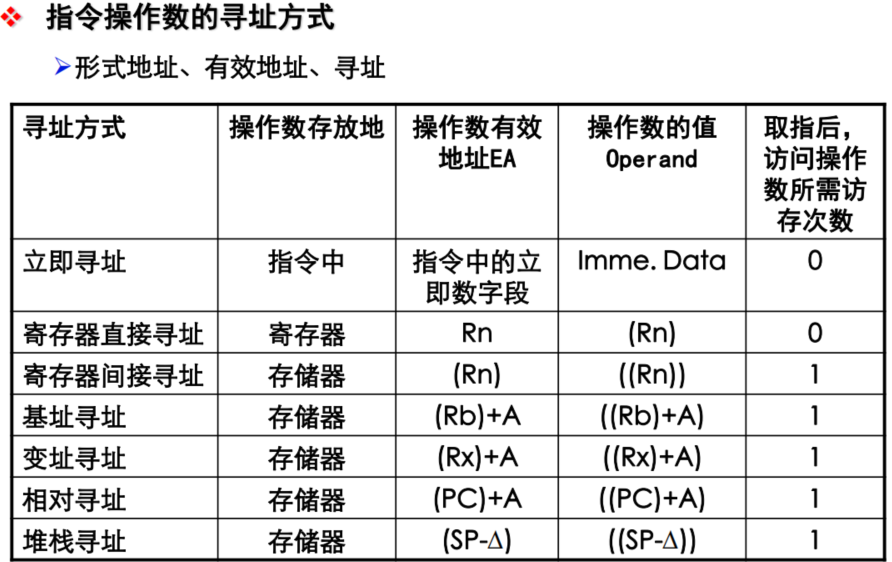 ❖ 指令操作数的寻址方式
➢形式地址、有效地址、寻址
寻址方式 操作数存放地 操作数有效 操作数的值 取指后，
地址EA Operand 访问操作
数所需访
存次数
立即寻址 指令中 指令中的立 Imme. Data 0
即数字段
寄存器直接寻址 寄存器 Rn (Rn) 0
寄存器间接寻址 存储器 (Rn) ((Rn)) 1
基址寻址 存储器 (Rb)+A ((Rb)+A) 1
变址寻址 存储器 (Rx)+A ((Rx)+A) 1
相对寻址 存储器 (PC)+A ((PC)+A) 1
堆栈寻址 存储器 (SP-Δ) ((SP-Δ)) 1